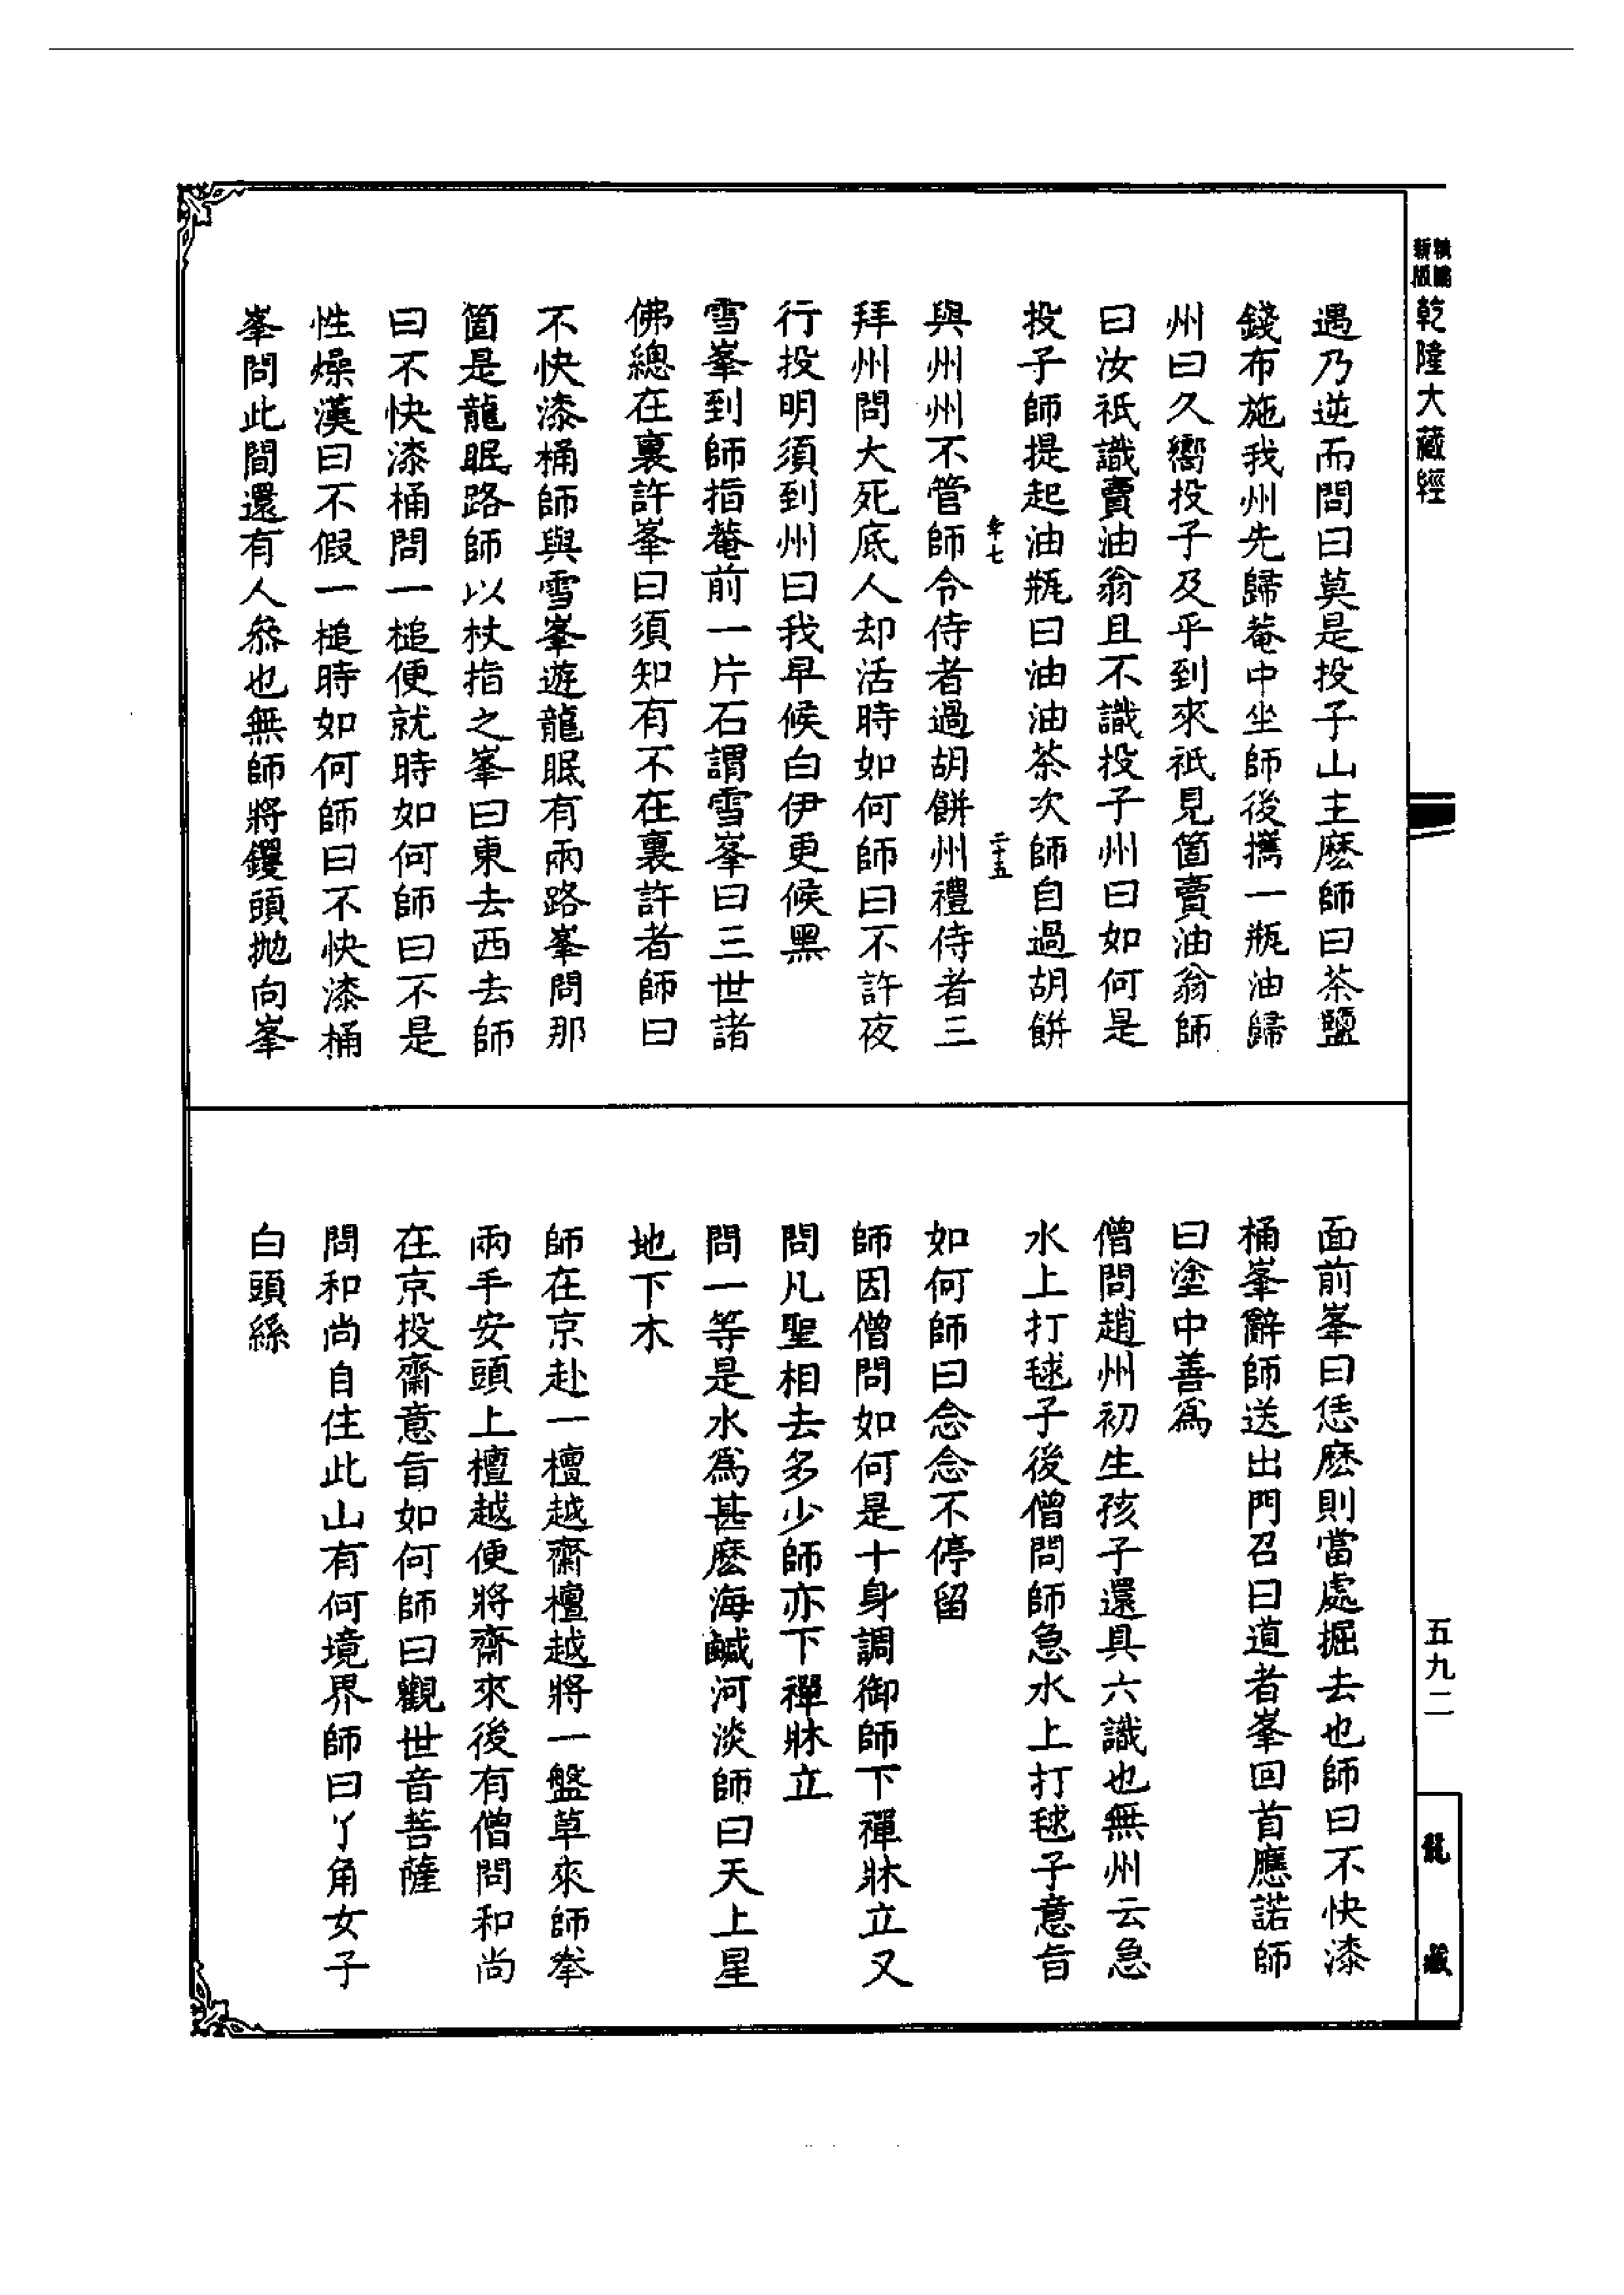 新版
精縮
乾隆大藏經
遇乃逆而問曰莫是投子山主麽師曰茶鹽
錢布施我州先歸菴中坐師後攜一瓶油歸
州曰久嚮投子及乎到來祇見箇賣油翁師
曰汝祇識賣油翁且不識投子州曰如何是
投子師提起油瓶曰油油茶次師自過胡餅
二十五
與州州不管師令侍者過胡餅州禮侍者三
拜州問大死底人却活時如何師曰不許夜
行投明須到州曰我早候白伊更候黑
雪峯到師指菴前一片石謂雪峯曰三世諸
佛總在裏許峯曰須知有不在裏許者師曰
不快漆桶師與雪峯遊龍眠有兩路峯問那
箇是龍眠路師以杖指之峯曰東去西去師
曰不快漆桶問一槌便就時如何師曰不是
性燥漢曰不假一槌時如何師曰不快漆桶
峯問此間還有人叅也無師將钁頭拋向峯
面前峯曰恁麽則當處掘去也師曰不快漆
桶峯辭師送出門召曰道者峯回首應諾師
曰塗中善爲
僧問趙州初生孩子還具六識也無州云急
水上打毬子後僧問師急水上打毬子意旨
如何師曰念念不停留
師因僧問如何是十身調御師下禪牀立又
問凡聖相去多少師亦下禪牀立
問一等是水爲甚麽海鹹河淡師曰天上星
地下木
師在京赴一檀越齋檀越將一盤草來師拳
兩手安頭上檀越便將齋來後有僧問和尚
在京投齋意旨如何師曰觀世音菩薩
問和尚自住此山有何境界師曰丫角女子
白頭絲
五九二
龍藏